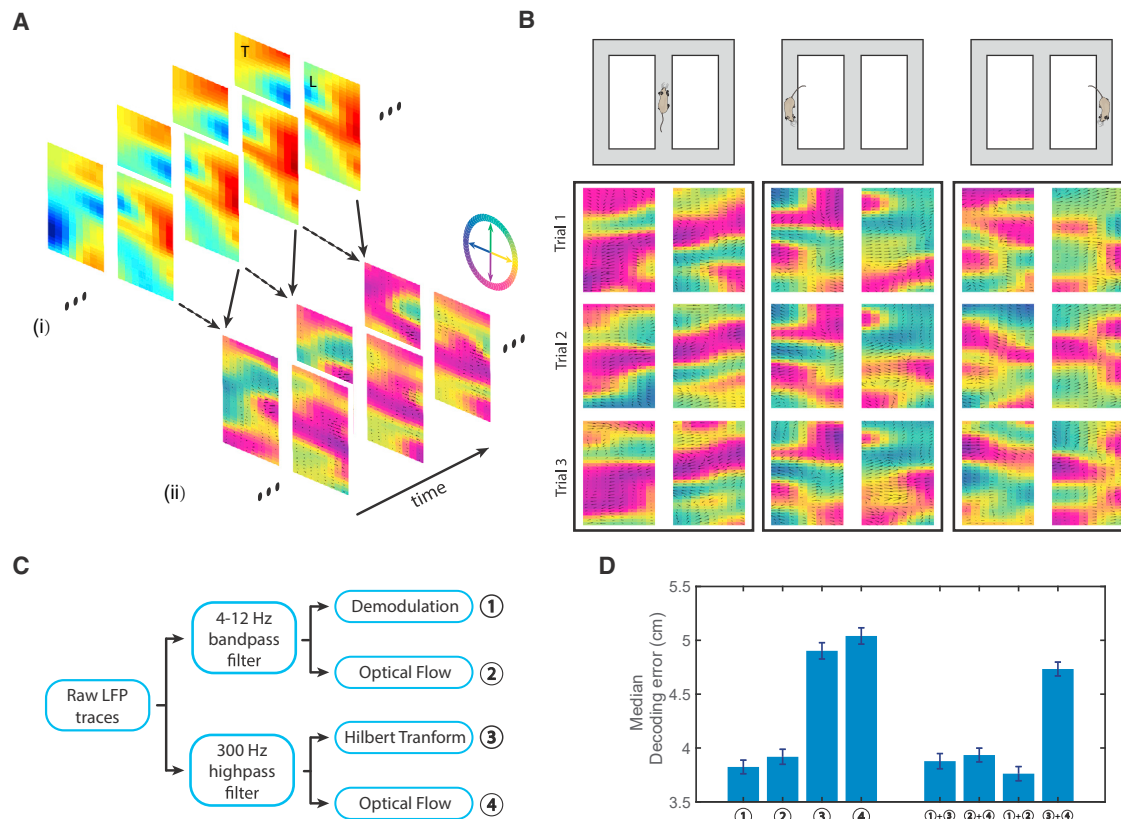 A
T
L
(i)
(ii)
time
B
Trial 1
Trial 2
Trial 3
C
Raw LFP
traces
4-12 Hz
bandpass
filter
300 Hz
highpass
filter
Demodulation ①
Optical Flow ②
Hilbert Tranform ③
Optical Flow ④
D
Median
Decoding error (cm)
5.5
5
4.5
4
3.5
① ② ③ ④ ①+③ ②+④ ①+② ③+④